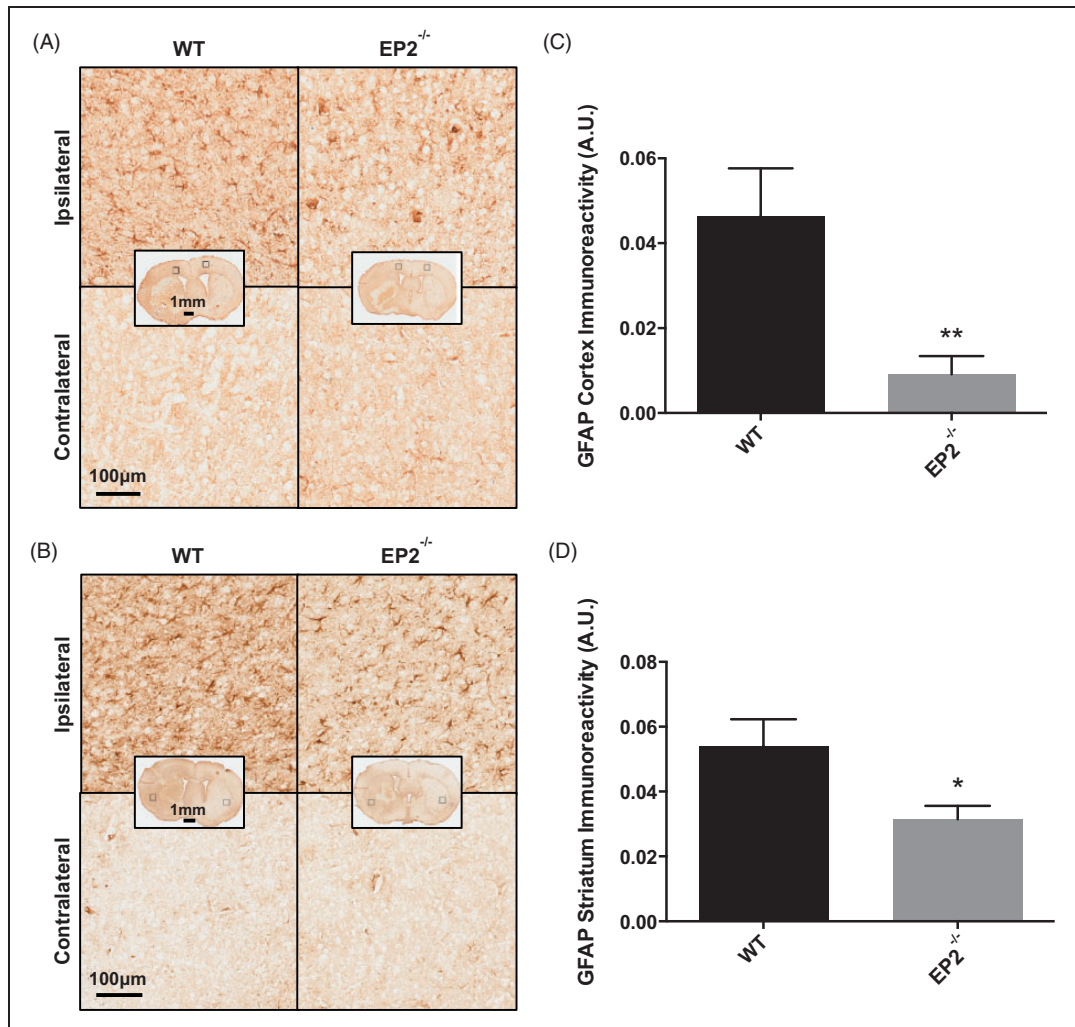 (A)
WT EP2-/-
Ipsilateral
1mm
Contralateral
100µm
(B)
WT EP2-/-
Ipsilateral
1mm
Contralateral
100µm
(C)
GFAP Cortex Immunoreactivity (A.U.)
0.06
0.04
0.02
0.00
**
WT EP2-/-
(D)
GFAP Striatum Immunoreactivity (A.U.)
0.08
0.06
0.04
0.02
0.00
*
WT EP2-/-